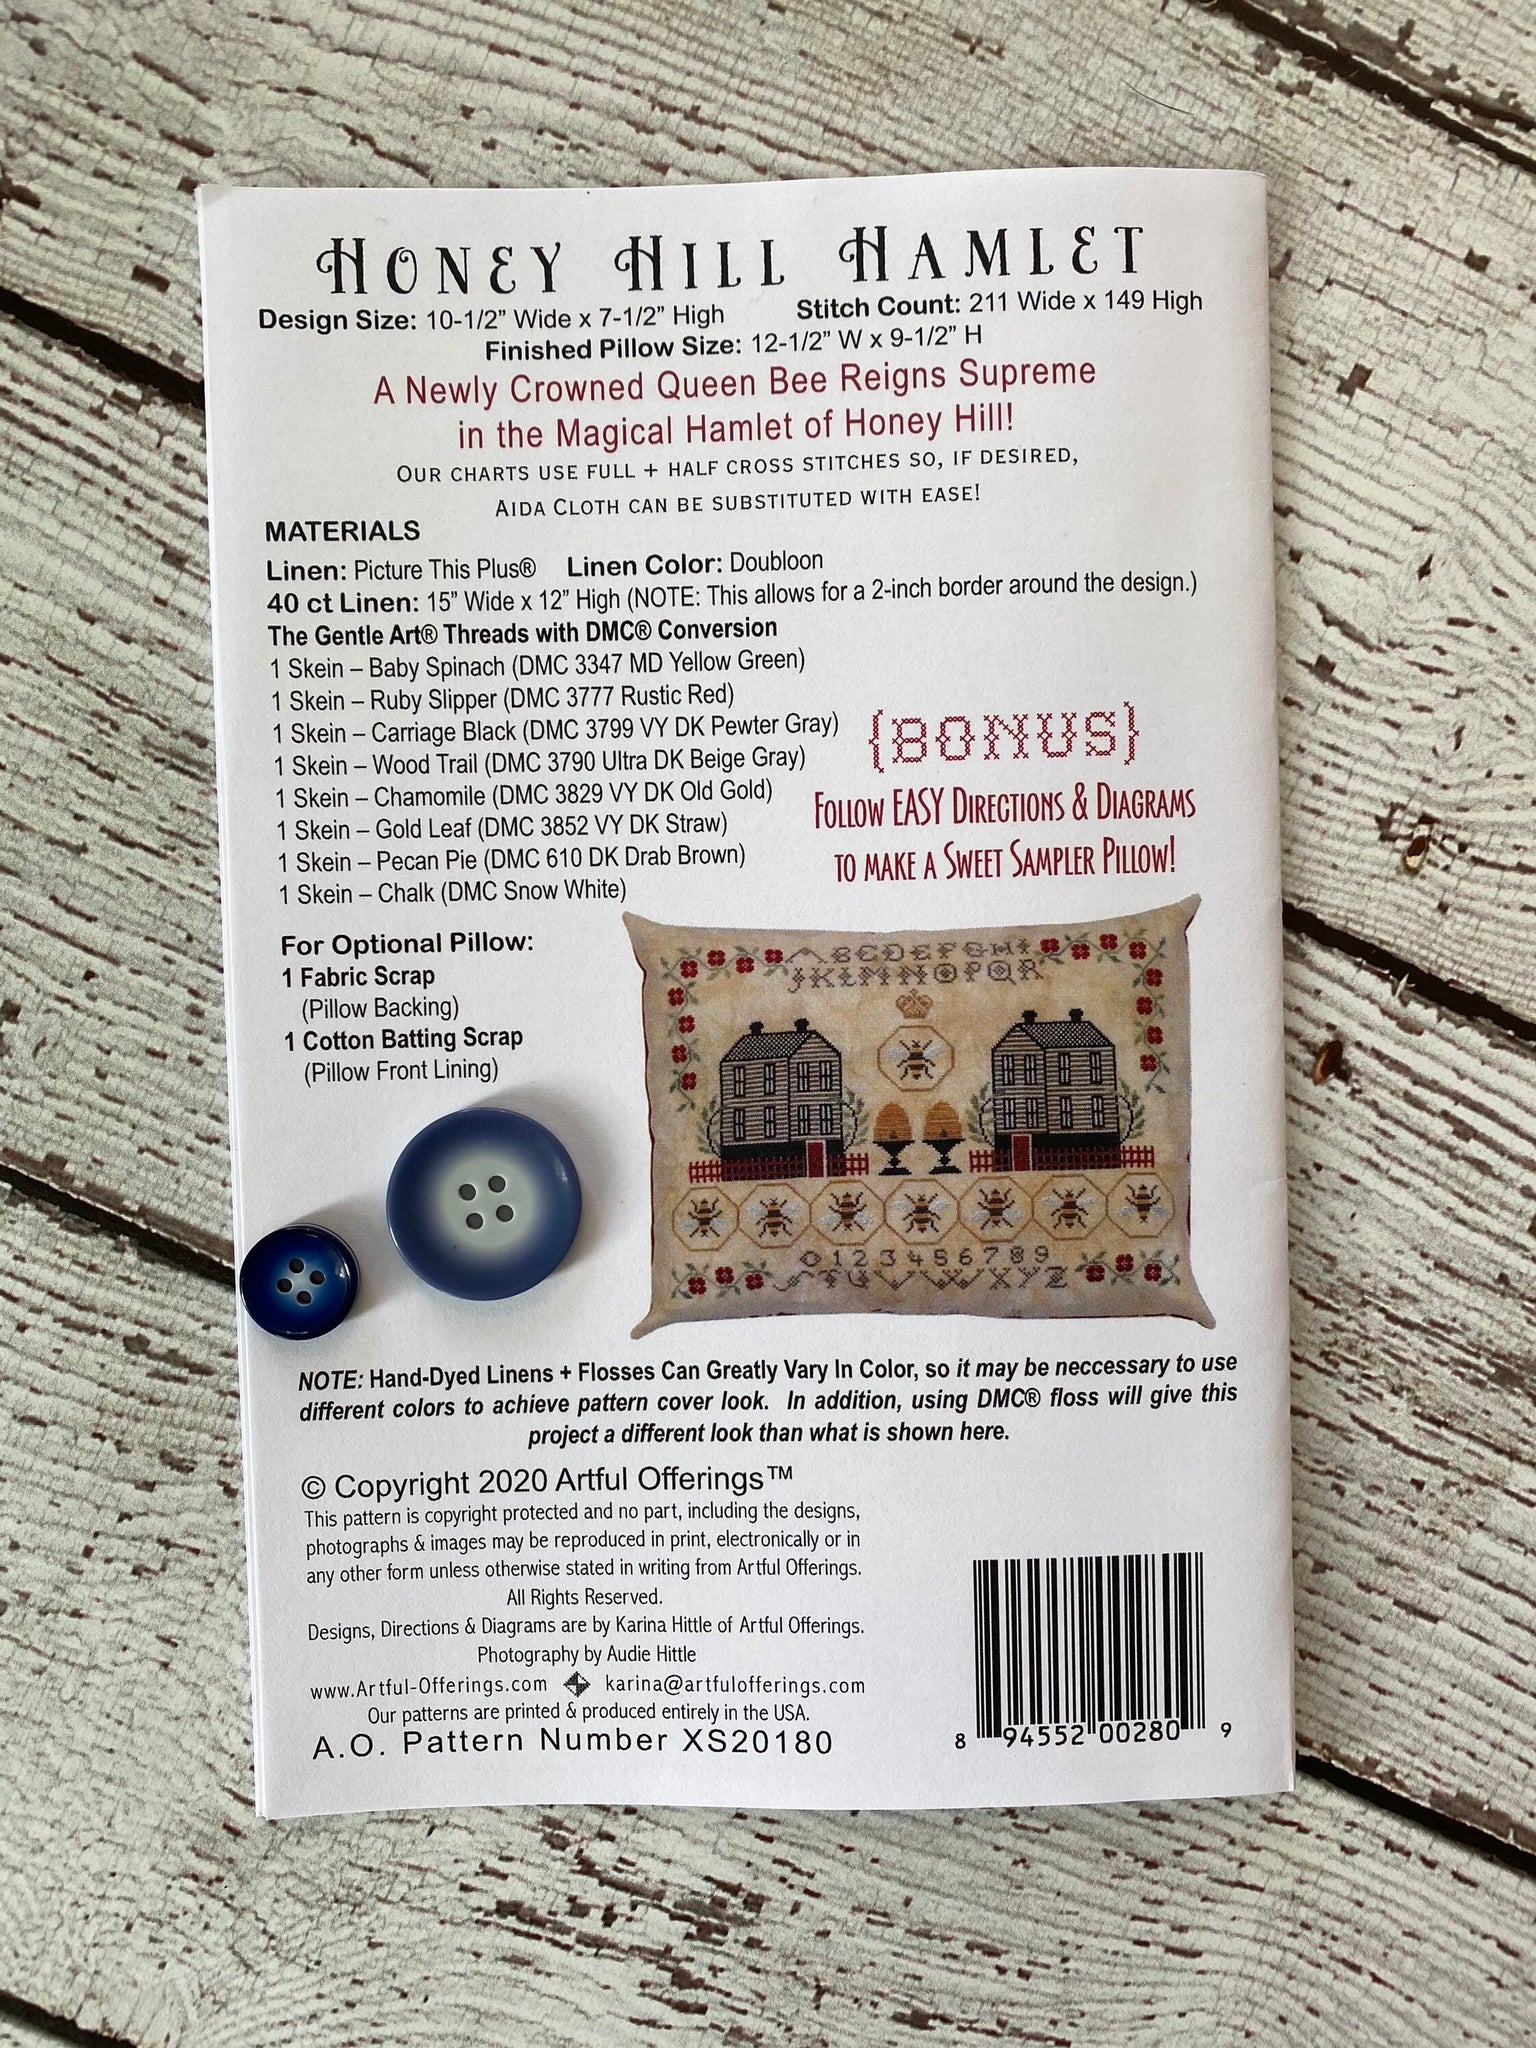 HONEY HILL HAMLET
Design Size: 10-1/2” Wide x 7-1/2” High Stitch Count: 211 Wide x 149 High
Finished Pillow Size: 12-1/2” W x 9-1/2” H
A Newly Crowned Queen Bee Reigns Supreme
in the Magical Hamlet of Honey Hill!
OUR CHARTS USE FULL + HALF CROSS STITCHES SO, IF DESIRED,
AIDA CLOTH CAN BE SUBSTITUTED WITH EASE!
MATERIALS
Linen: Picture This Plus® Linen Color: Doubloon
40 ct Linen: 15” Wide x 12” High (NOTE: This allows for a 2-inch border around the design.)
The Gentle Art® Threads with DMC® Conversion
1 Skein – Baby Spinach (DMC 3347 MD Yellow Green)
1 Skein – Ruby Slipper (DMC 3777 Rustic Red)
1 Skein – Carriage Black (DMC 3799 VY DK Pewter Gray)
1 Skein – Wood Trail (DMC 3790 Ultra DK Beige Gray)
1 Skein – Chamomile (DMC 3829 VY DK Old Gold)
1 Skein – Gold Leaf (DMC 3852 VY DK Straw)
1 Skein – Pecan Pie (DMC 610 DK Drab Brown)
1 Skein – Chalk (DMC Snow White)
{BONUS}
FOLLOW EASY DIRECTIONS & DIAGRAMS
TO MAKE A SWEET SAMPLER PILLOW!
For Optional Pillow:
1 Fabric Scrap
(Pillow Backing)
1 Cotton Batting Scrap
(Pillow Front Lining)
ABCDEFGHI
JKLMNOPQR
0123456789
STUVWXYZ
NOTE: Hand-Dyed Linens + Flosses Can Greatly Vary In Color, so it may be neccessary to use
different colors to achieve pattern cover look. In addition, using DMC® floss will give this
project a different look than what is shown here.
© Copyright 2020 Artful Offerings™
This pattern is copyright protected and no part, including the designs,
photographs & images may be reproduced in print, electronically or in
any other form unless otherwise stated in writing from Artful Offerings.
All Rights Reserved.
Designs, Directions & Diagrams are by Karina Hittle of Artful Offerings.
Photography by Audie Hittle
www.Artful-Offerings.com karina@artfulofferings.com
Our patterns are printed & produced entirely in the USA.
A.O. Pattern Number XS20180
8 94552 00280 9